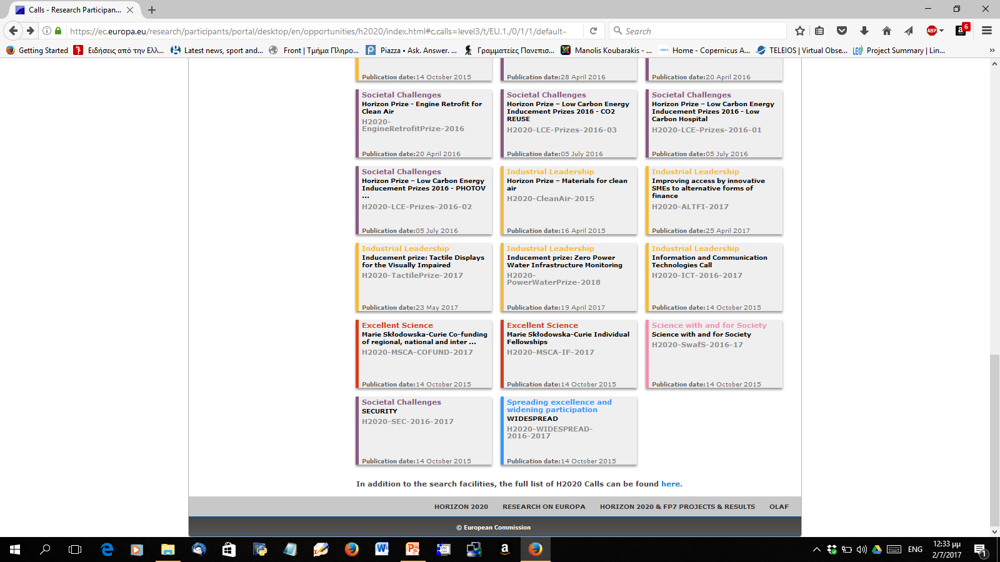 Calls - Research Participan...
https://ec.europa.eu/research/participants/portal/desktop/en/opportunities/h2020/index.html#c,calls=level3/t/EU.1./0/1/1/default-
Search
ABP
6
Getting Started
Ειδήσεις από την Ελλ...
Latest news, sport and...
Front | Τμήμα Πληρο...
Piazza • Ask. Answer. ...
Γραμματείες Πανεπισ...
Manolis Koubarakis - ...
Home - Copernicus A...
TELEIOS | Virtual Obse...
Project Summary | Lin...
Publication date:14 October 2015
Publication date:28 April 2016
Publication date:20 April 2016
Societal Challenges
Horizon Prize - Engine Retrofit for
Clean Air
H2020-
EngineRetrofitPrize-2016
Publication date:20 April 2016
Societal Challenges
Horizon Prize – Low Carbon Energy
Inducement Prizes 2016 - CO2
REUSE
H2020-LCE-Prizes-2016-03
Publication date:05 July 2016
Societal Challenges
Horizon Prize – Low Carbon Energy
Inducement Prizes 2016 - Low
Carbon Hospital
H2020-LCE-Prizes-2016-01
Publication date:05 July 2016
Societal Challenges
Horizon Prize – Low Carbon Energy
Inducement Prizes 2016 - PHOTOV
...
H2020-LCE-Prizes-2016-02
Publication date:05 July 2016
Industrial Leadership
Horizon Prize – Materials for clean
air
H2020-CleanAir-2015
Publication date:16 April 2015
Industrial Leadership
Improving access by innovative
SMEs to alternative forms of
finance
H2020-ALTFI-2017
Publication date:25 April 2017
Industrial Leadership
Inducement prize: Tactile Displays
for the Visually Impaired
H2020-TactilePrize-2017
Publication date:23 May 2017
Industrial Leadership
Inducement prize: Zero Power
Water Infrastructure Monitoring
H2020-
PowerWaterPrize-2018
Publication date:19 April 2017
Industrial Leadership
Information and Communication
Technologies Call
H2020-ICT-2016-2017
Publication date:14 October 2015
Excellent Science
Marie Skłodowska-Curie Co-funding
of regional, national and inter ...
H2020-MSCA-COFUND-2017
Publication date:14 October 2015
Excellent Science
Marie Skłodowska-Curie Individual
Fellowships
H2020-MSCA-IF-2017
Publication date:14 October 2015
Science with and for Society
Science with and for Society
H2020-SwafS-2016-17
Publication date:14 October 2015
Societal Challenges
SECURITY
H2020-SEC-2016-2017
Publication date:14 October 2015
Spreading excellence and
widening participation
WIDESPREAD
H2020-WIDESPREAD-
2016-2017
Publication date:14 October 2015
In addition to the search facilities, the full list of H2020 Calls can be found here.
HORIZON 2020
RESEARCH ON EUROPA
HORIZON 2020 & FP7 PROJECTS & RESULTS
OLAF
© European Commission
ENG
12:33 μμ
2/7/2017
1